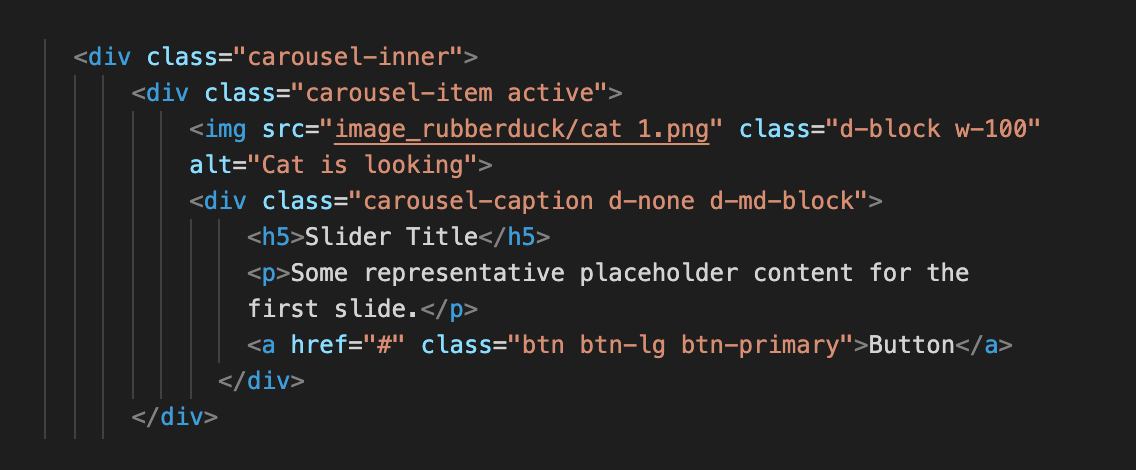 <div class="carousel-inner">
<div class="carousel-item active">
<img src="image_rubberduck/cat 1.png" class="d-block w-100"
alt="Cat is looking">
<div class="carousel-caption d-none d-md-block">
<h5>Slider Title</h5>
<p>Some representative placeholder content for the
first slide.</p>
<a href="#" class="btn btn-lg btn-primary">Button</a>
</div>
</div>